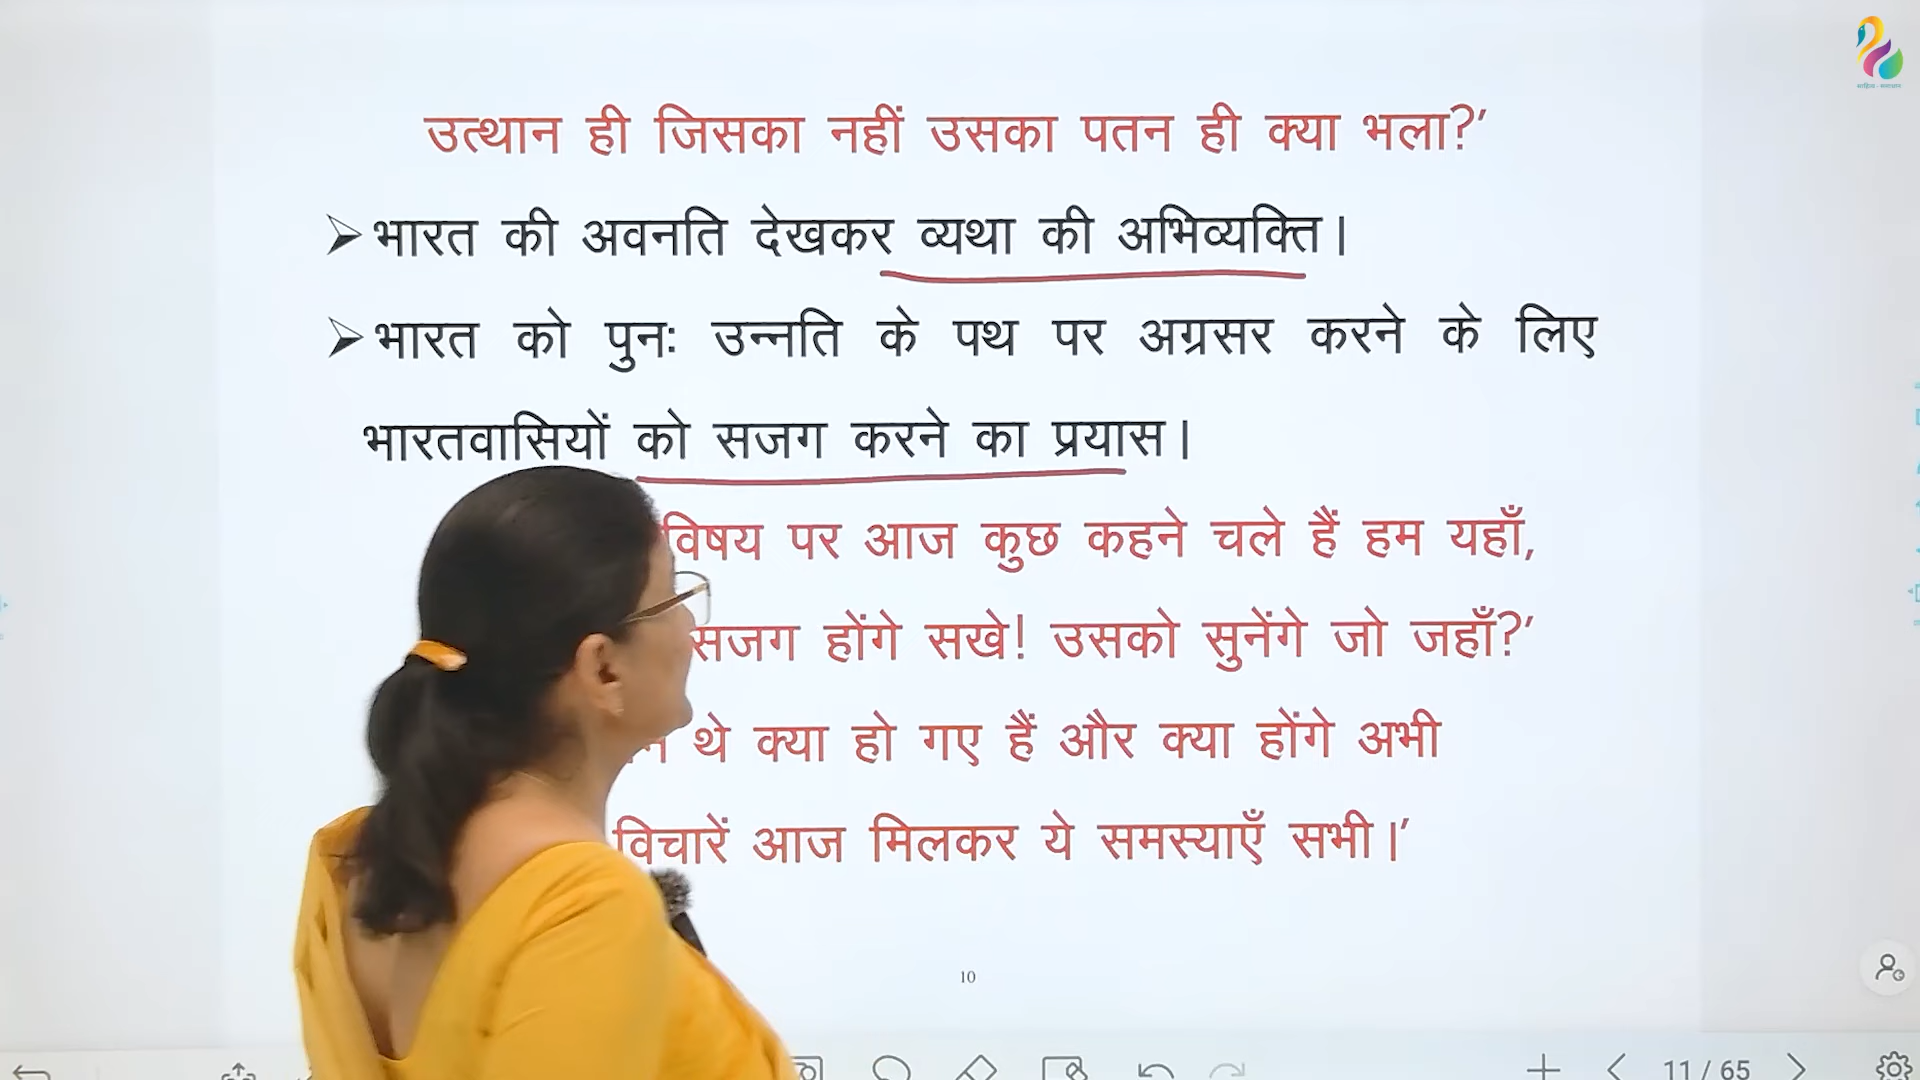 उत्थान ही जिसका नहीं उसका पतन ही क्या भला?’
➢भारत की अवनति देखकर व्यथा की अभिव्यक्ति।
➢भारत को पुनः उन्नति के पथ पर अग्रसर करने के लिए
भारतवासियों को सजग करने का प्रयास।
विषय पर आज कुछ कहने चले हैं हम यहाँ,
सजग होंगे सखे! उसको सुनेंगे जो जहाँ?’
थे क्या हो गए हैं और क्या होंगे अभी
विचारें आज मिलकर ये समस्याएँ सभी।’
10
11 / 65